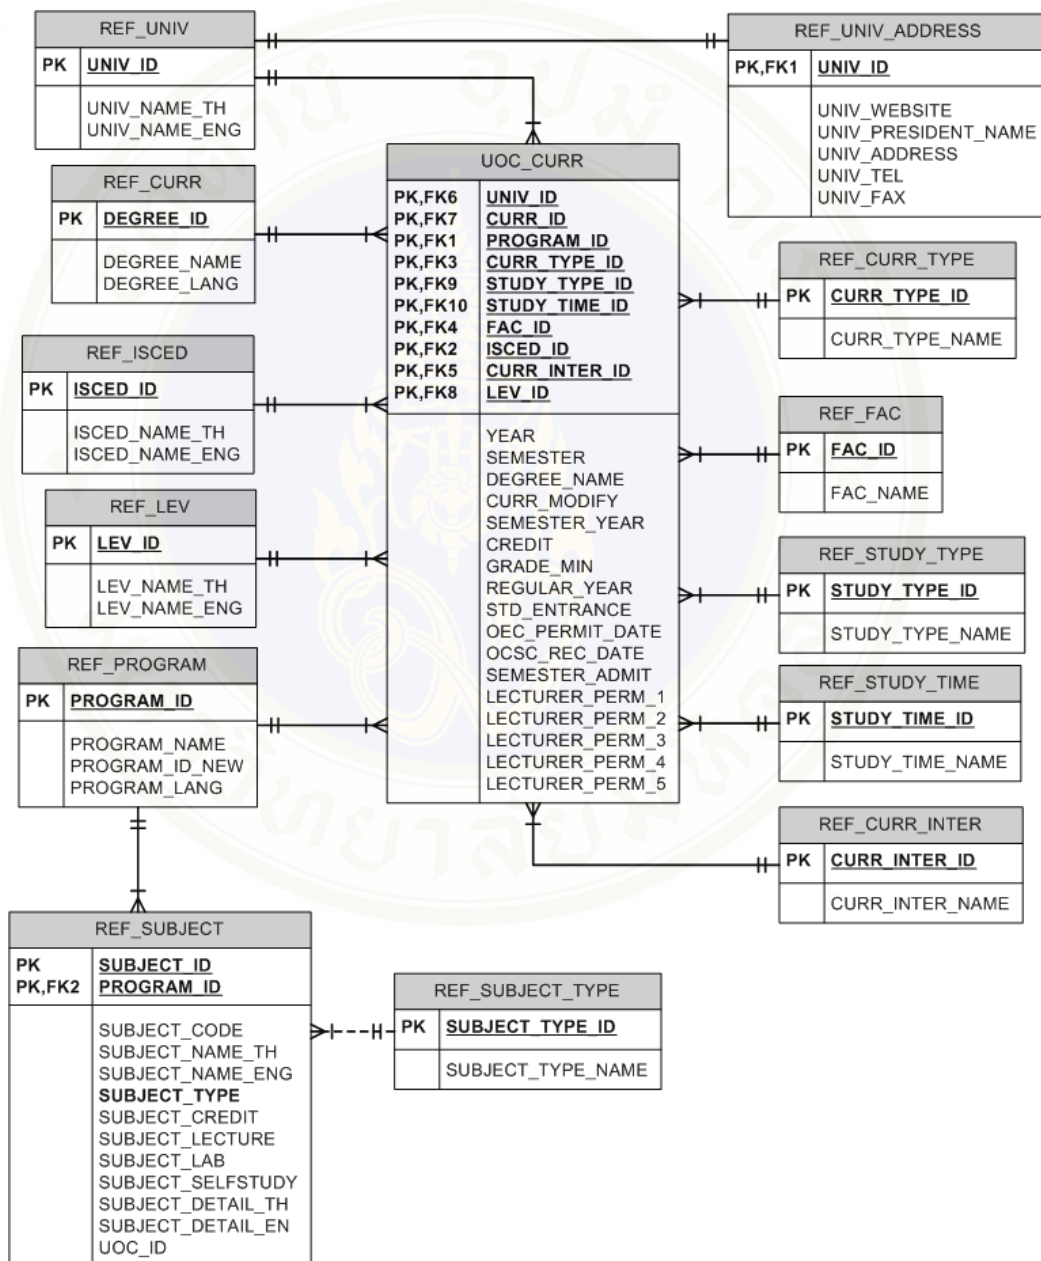 REF_UNIV
PK UNIV_ID
UNIV_NAME_TH
UNIV_NAME_ENG
REF_UNIV_ADDRESS
PK,FK1 UNIV_ID
UNIV_WEBSITE
UNIV_PRESIDENT_NAME
UNIV_ADDRESS
UNIV_TEL
UNIV_FAX
REF_CURR
PK DEGREE_ID
DEGREE_NAME
DEGREE_LANG
UOC_CURR
PK,FK6 UNIV_ID
PK,FK7 CURR_ID
PK,FK1 PROGRAM_ID
PK,FK3 CURR_TYPE_ID
PK,FK9 STUDY_TYPE_ID
PK,FK10 STUDY_TIME_ID
PK,FK4 FAC_ID
PK,FK2 ISCED_ID
PK,FK5 CURR_INTER_ID
PK,FK8 LEV_ID
YEAR
SEMESTER
DEGREE_NAME
CURR_MODIFY
SEMESTER_YEAR
CREDIT
GRADE_MIN
REGULAR_YEAR
STD_ENTRANCE
OEC_PERMIT_DATE
OCSC_REC_DATE
SEMESTER_ADMIT
LECTURER_PERM_1
LECTURER_PERM_2
LECTURER_PERM_3
LECTURER_PERM_4
LECTURER_PERM_5
REF_CURR_TYPE
PK CURR_TYPE_ID
CURR_TYPE_NAME
REF_ISCED
PK ISCED_ID
ISCED_NAME_TH
ISCED_NAME_ENG
REF_FAC
PK FAC_ID
FAC_NAME
REF_LEV
PK LEV_ID
LEV_NAME_TH
LEV_NAME_ENG
REF_STUDY_TYPE
PK STUDY_TYPE_ID
STUDY_TYPE_NAME
REF_PROGRAM
PK PROGRAM_ID
PROGRAM_NAME
PROGRAM_ID_NEW
PROGRAM_LANG
REF_STUDY_TIME
PK STUDY_TIME_ID
STUDY_TIME_NAME
REF_CURR_INTER
PK CURR_INTER_ID
CURR_INTER_NAME
REF_SUBJECT
PK SUBJECT_ID
PK,FK2 PROGRAM_ID
SUBJECT_CODE
SUBJECT_NAME_TH
SUBJECT_NAME_ENG
SUBJECT_TYPE
SUBJECT_CREDIT
SUBJECT_LECTURE
SUBJECT_LAB
SUBJECT_SELFSTUDY
SUBJECT_DETAIL_TH
SUBJECT_DETAIL_EN
UOC_ID
REF_SUBJECT_TYPE
PK SUBJECT_TYPE_ID
SUBJECT_TYPE_NAME